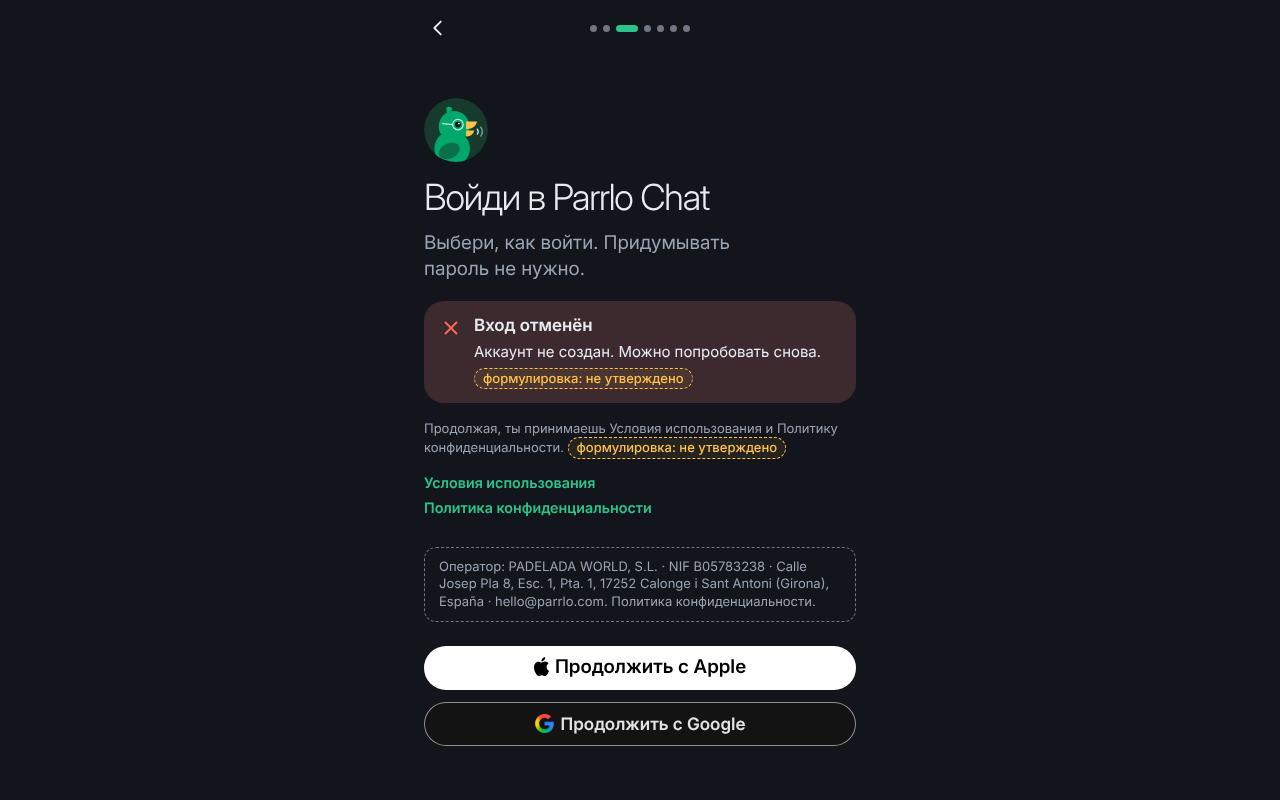 Войди в Parrlo Chat
Выбери, как войти. Придумывать
пароль не нужно.
Вход отменён
Аккаунт не создан. Можно попробовать снова.
формулировка: не утверждено
Продолжая, ты принимаешь Условия использования и Политику
конфиденциальности. формулировка: не утверждено
Условия использования
Политика конфиденциальности
Оператор: PADELADA WORLD, S.L. · NIF B05783238 · Calle
Josep Pla 8, Esc. 1, Pta. 1, 17252 Calonge i Sant Antoni (Girona),
España · hello@parrlo.com. Политика конфиденциальности.
Продолжить с Apple
Продолжить с Google